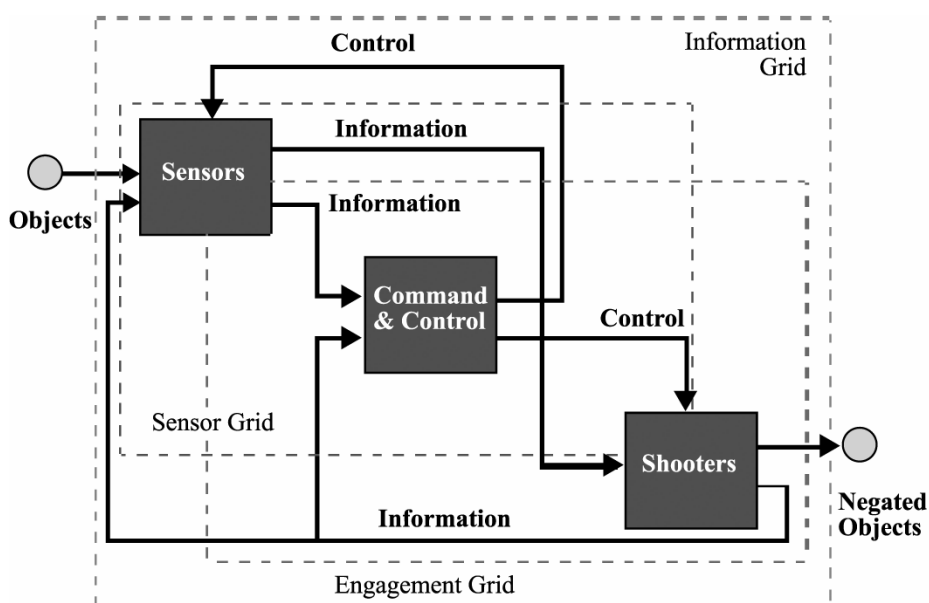 Control
Information
Grid
Information
Sensors
Information
Objects
Command
& Control
Control
Sensor Grid
Shooters
Information
Negated
Objects
Engagement Grid